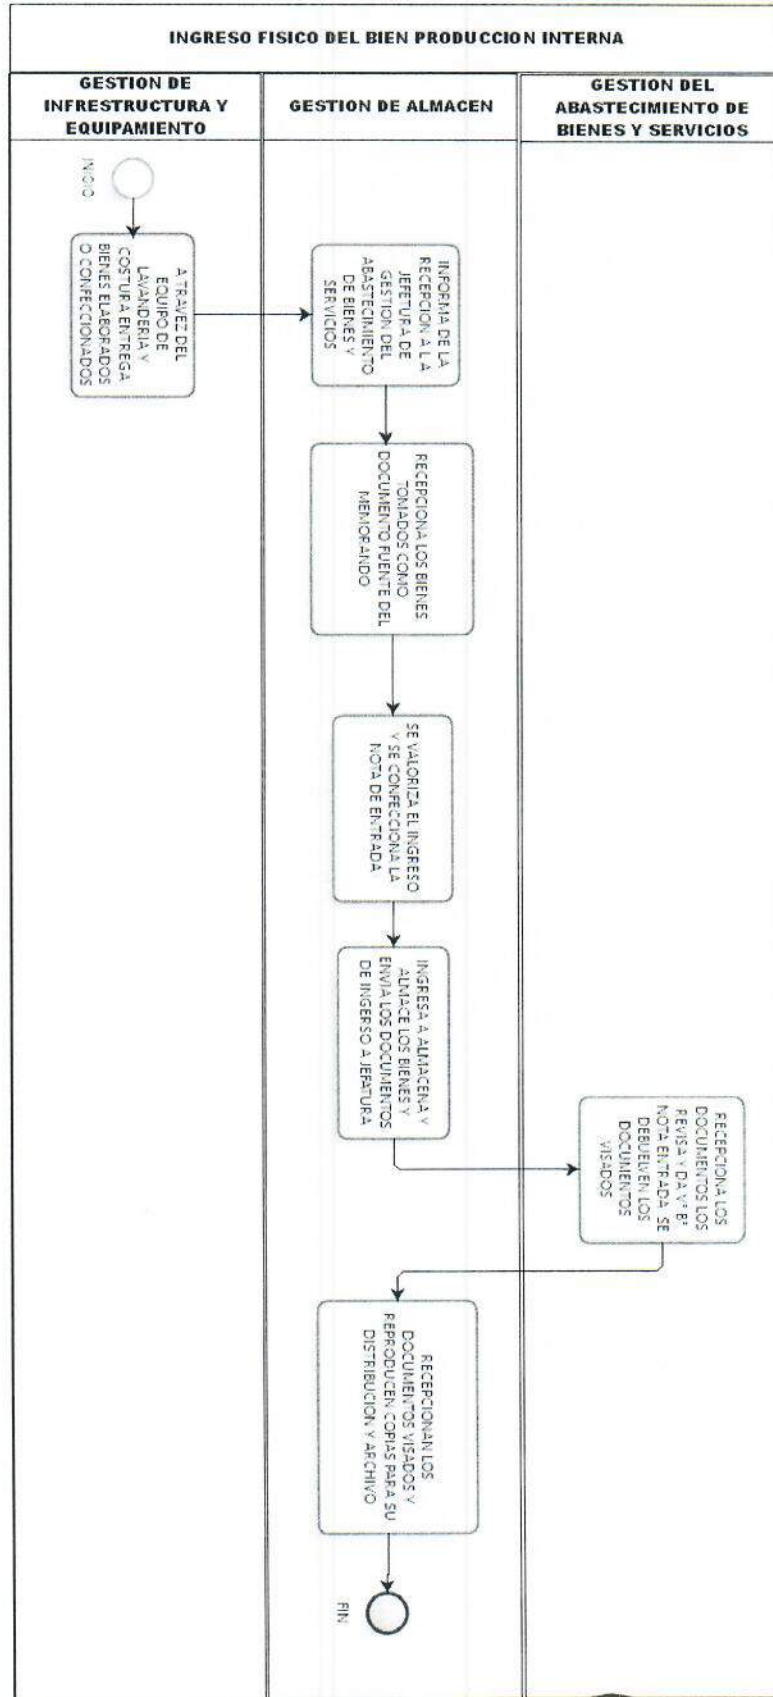 INGRESO FISICO DEL BIEN PRODUCCION INTERNA
GESTION DE
INFRESTRUCTURA Y
EQUIPAMIENTO
GESTION DE ALMACEN
GESTION DEL
ABASTECIMIENTO DE
BIENES Y SERVICIOS
INICIO
A TRAVEZ DEL
EQUIPO DE
LAVANDERIA Y
COSTURA ENTREGA
BIENES ELABORADOS
O CONFECCIONADOS
INFORMA DE LA
RECEPCION A LA
JEFETURA DE
GESTION DEL
ABASTECIMIENTO
DE BIENES Y
SERVICIOS
RECEPCIONA LOS BIENES
TOMADOS COMO
DOCUMENTO FUENTE DEL
MEMORANDO
SE VALORIZA EL INGRESO
Y SE CONFECCIONA LA
NOTA DE ENTRADA
INGRESA A ALMACENA Y
ALMACE LOS BIENES Y
ENVIA LOS DOCUMENTOS
DE INGERSO A JEFATURA
RECEPCIONA LOS
DOCUMENTOS LOS
REVISA Y DA V° B°
NOTA ENTRADA SE
DEBUELVEN LOS
DOCUMENTOS
VISADOS
RECEPCIONAN LOS
DOCUMENTOS VISADOS Y
REPRODUCEN COPIAS PARA SU
DISTRIBUCION Y ARCHIVO
FIN